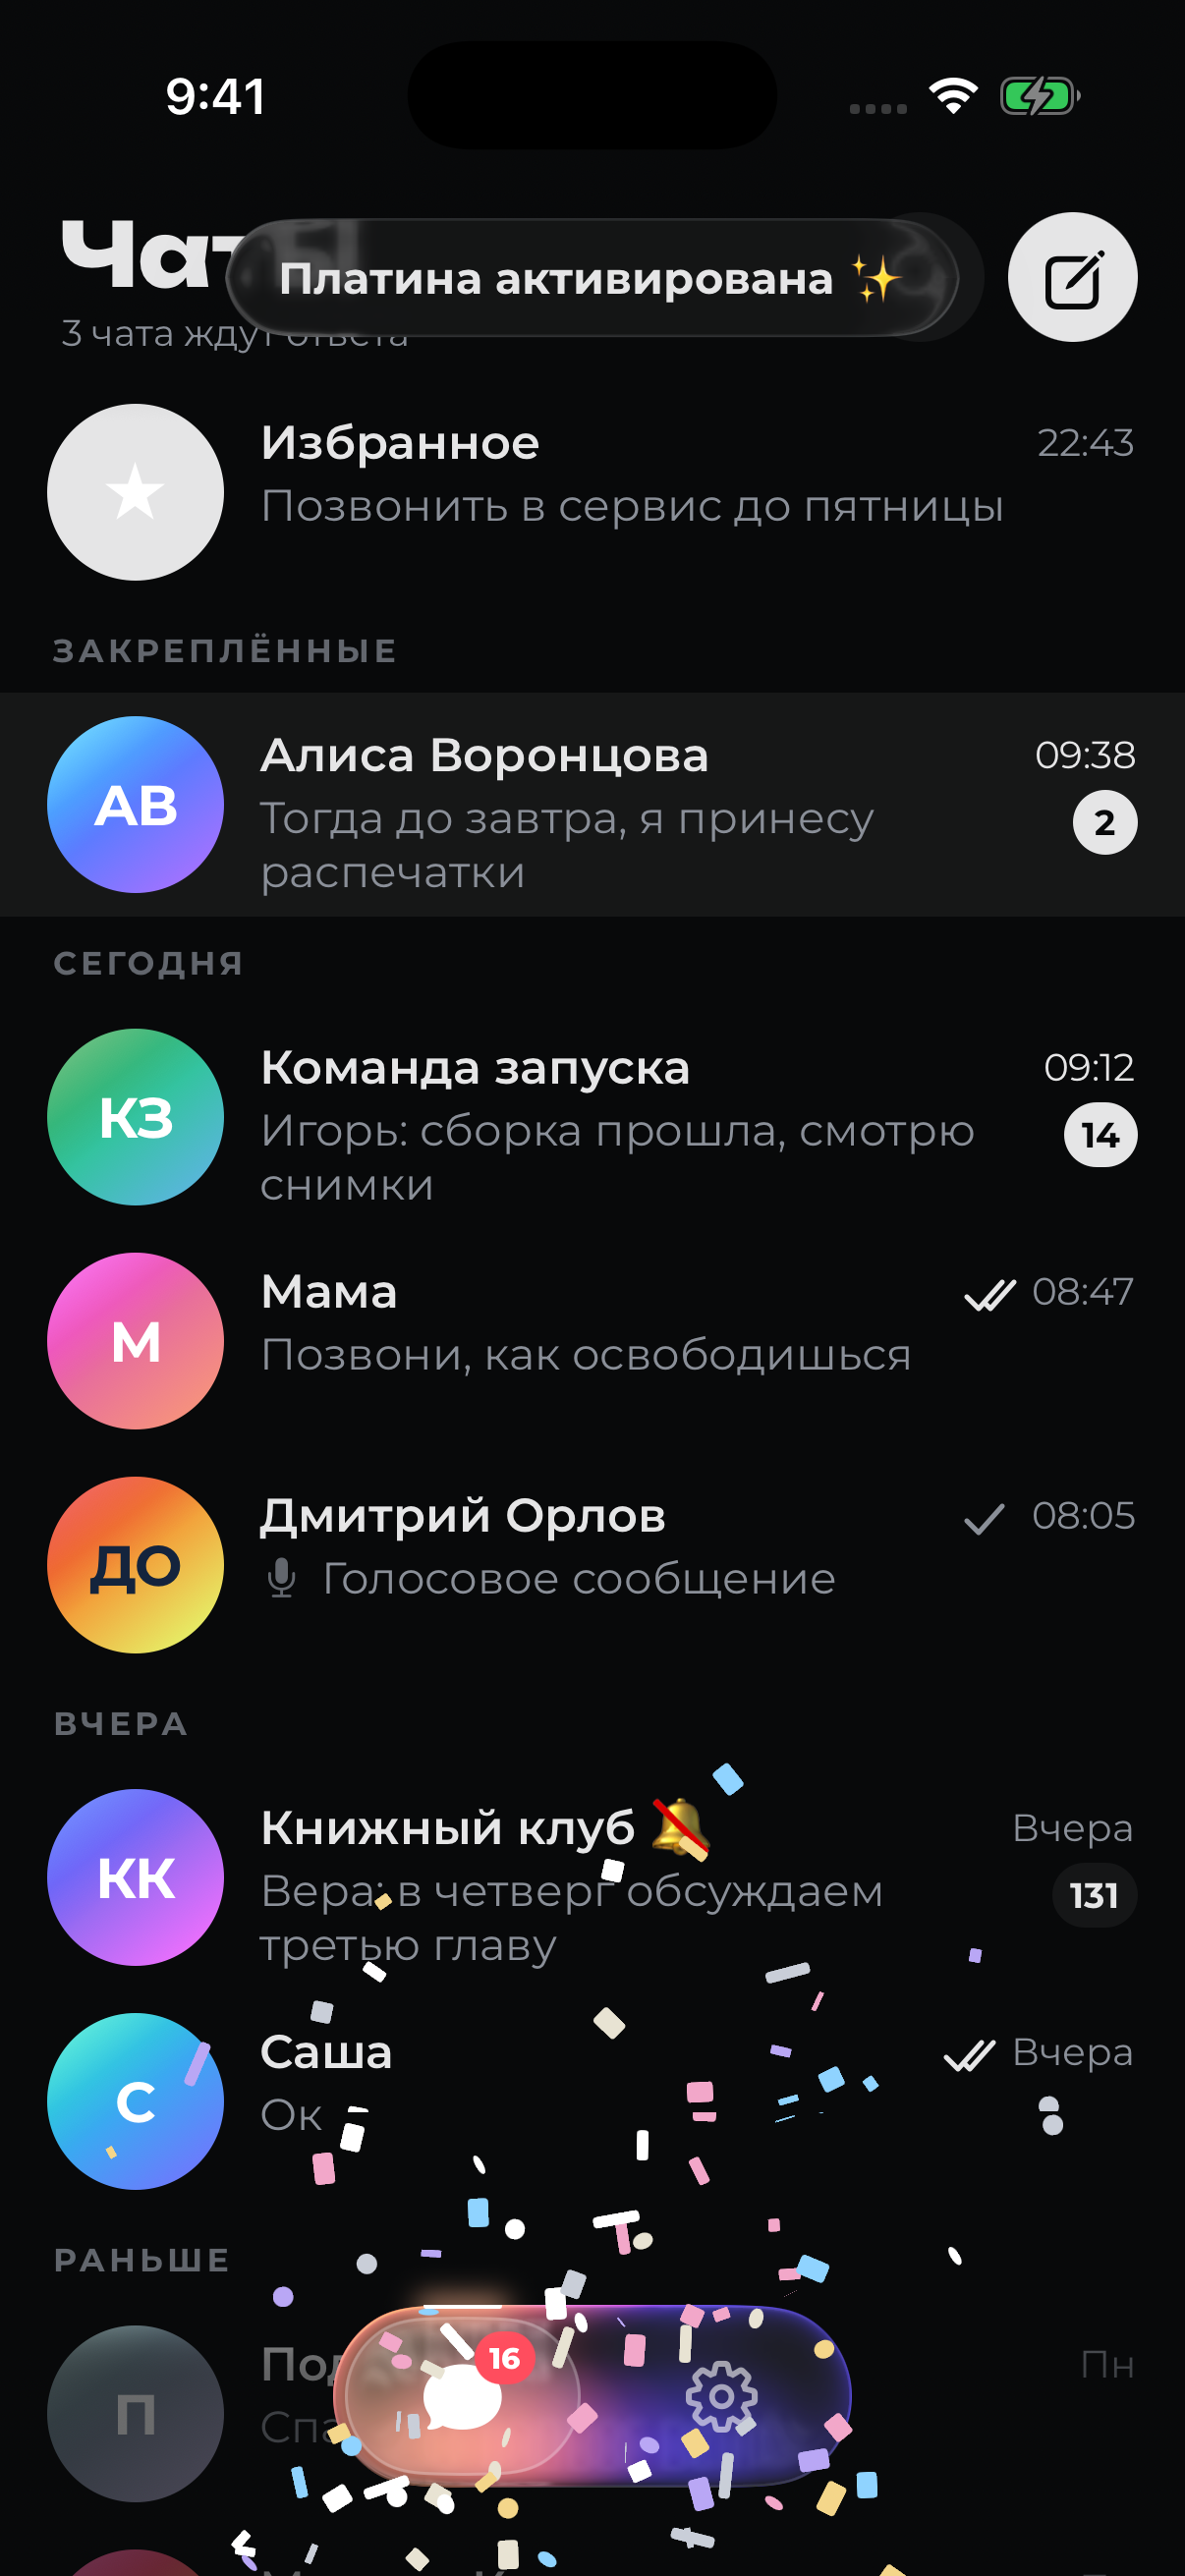 9:41
Чаты
Платина активирована ✨
3 чата ждут ответа
Избранное
22:43
Позвонить в сервис до пятницы
ЗАКРЕПЛЁННЫЕ
АВ
Алиса Воронцова
09:38
Тогда до завтра, я принесу
2
распечатки
СЕГОДНЯ
КЗ
Команда запуска
09:12
Игорь: сборка прошла, смотрю
14
снимки
М
Мама
08:47
Позвони, как освободишься
ДО
Дмитрий Орлов
08:05
Голосовое сообщение
ВЧЕРА
КК
Книжный клуб
Вчера
Вера: в четверг обсуждаем
131
третью главу
С
Саша
Вчера
Ок
РАНЬШЕ
П
16
Пн